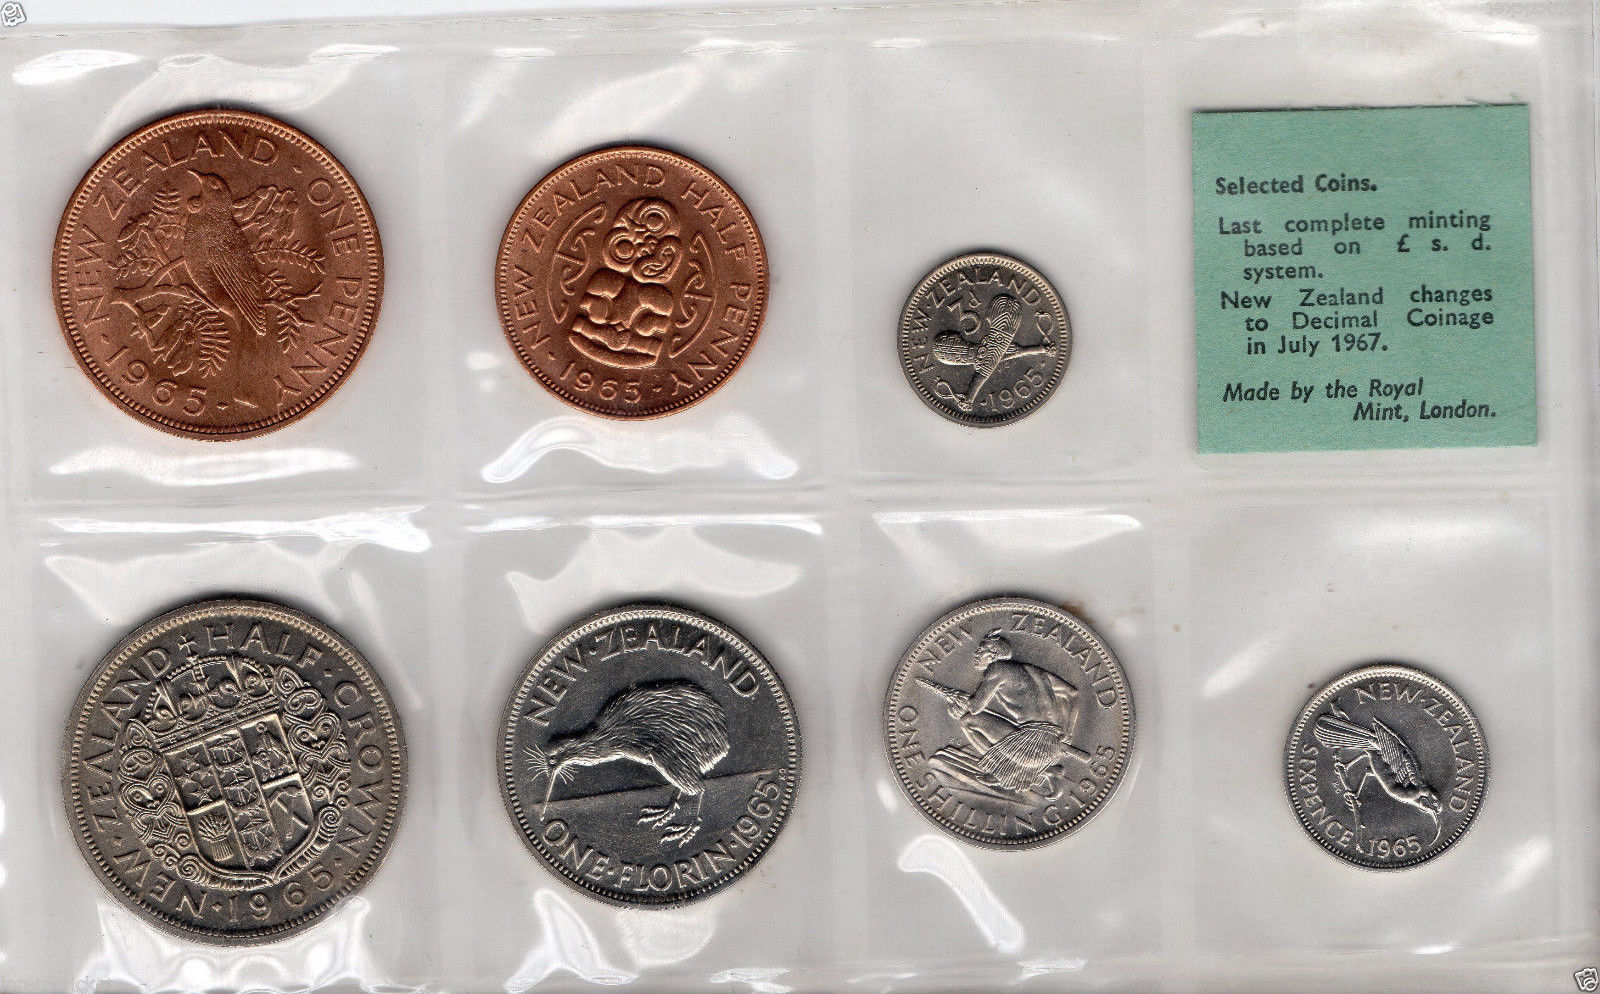 NEW ZEALAND · ONE PENNY · 1965 ·
NEW ZEALAND HALF PENNY · 1965 ·
NEW ZEALAND
3d
· 1965 ·
Selected Coins.
Last complete minting
based on £ s. d.
system.
New Zealand changes
to Decimal Coinage
in July 1967.
Made by the Royal
Mint, London.
NEW · ZEALAND HALF · CROWN · 1965 ·
NEW · ZEALAND
ONE · FLORIN · 1965
NEW ZEALAND
ONE SHILLING · 1965
NEW · ZEALAND
SIXPENCE · 1965